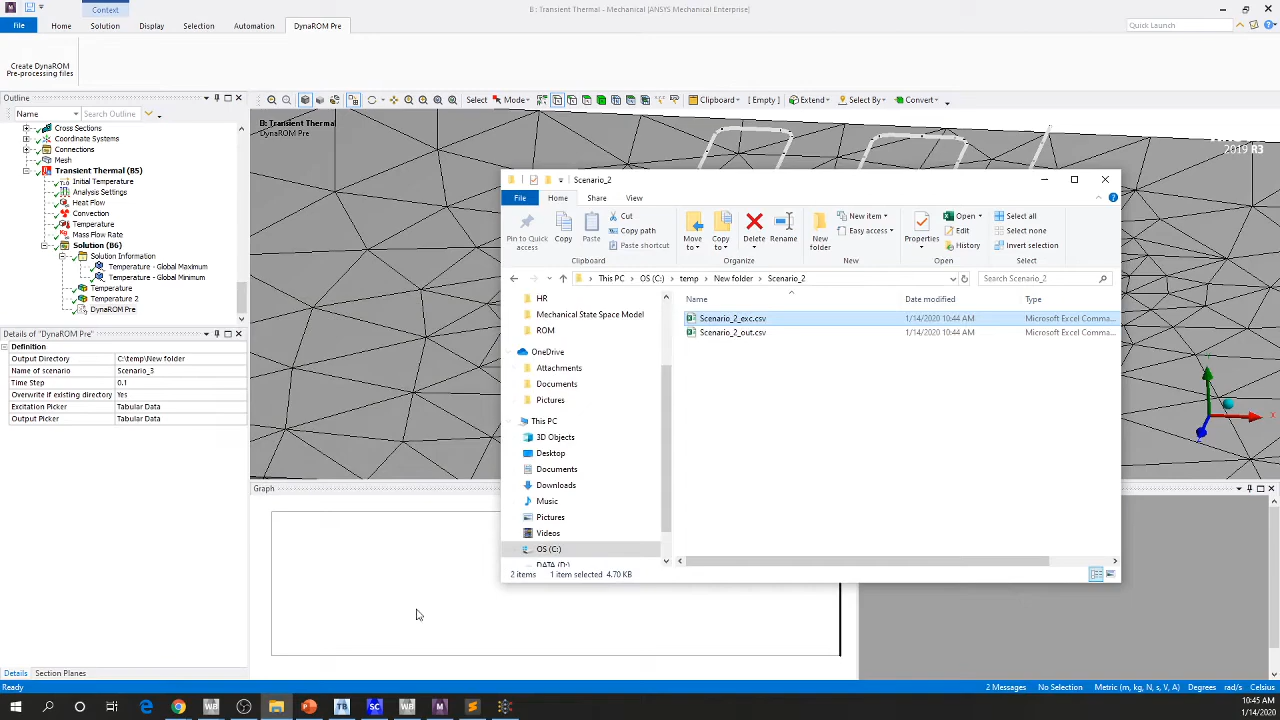 Context
B : Transient Thermal - Mechanical [ANSYS Mechanical Enterprise]
File
Home
Solution
Display
Selection
Automation
DynaROM Pre
Quick Launch
Create DynaROM
Pre-processing files
Outline
Name
Search Outline
Select
Mode
Clipboard
[ Empty ]
Extend
Select By
Convert
Cross Sections
Coordinate Systems
Connections
Mesh
Transient Thermal (B5)
Initial Temperature
Analysis Settings
Heat Flow
Convection
Temperature
Mass Flow Rate
Solution (B6)
Solution Information
Temperature - Global Maximum
Temperature - Global Minimum
Temperature
Temperature 2
DynaROM Pre
B: Transient Thermal
DynaROM Pre
2019 R3
Details of "DynaROM Pre"
Definition
Output Directory C:\temp\New folder
Name of scenario Scenario_3
Time Step 0.1
Overwrite if existing directory Yes
Excitation Picker Tabular Data
Output Picker Tabular Data
Scenario_2
File
Home
Share
View
Pin to Quick
access
Copy
Paste
Cut
Copy path
Paste shortcut
Clipboard
Move
to
Copy
to
Delete
Rename
Organize
New
folder
New item
Easy access
New
Properties
Open
Edit
History
Open
Select all
Select none
Invert selection
Select
This PC
OS (C:)
temp
New folder
Scenario_2
Search Scenario_2
HR
Mechanical State Space Model
ROM
OneDrive
Attachments
Documents
Pictures
This PC
3D Objects
Desktop
Documents
Downloads
Music
Pictures
Videos
OS (C:)
DATA (D:)
Name Date modified Type
Scenario_2_exc.csv 1/14/2020 10:44 AM Microsoft Excel Comma...
Scenario_2_out.csv 1/14/2020 10:44 AM Microsoft Excel Comma...
2 items 1 item selected 4.70 KB
X
Graph
Details
Section Planes
Ready
2 Messages
No Selection
Metric (m, kg, N, s, V, A)
Degrees
rad/s
Celsius
10:45 AM
1/14/2020